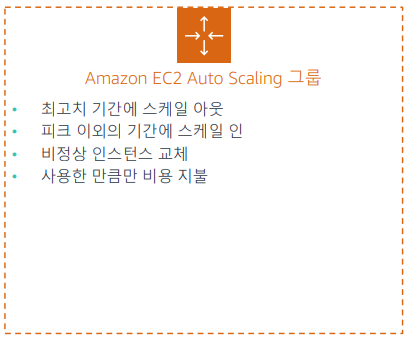 Amazon EC2 Auto Scaling 그룹
• 최고치 기간에 스케일 아웃
• 피크 이외의 기간에 스케일 인
• 비정상 인스턴스 교체
• 사용한 만큼만 비용 지불